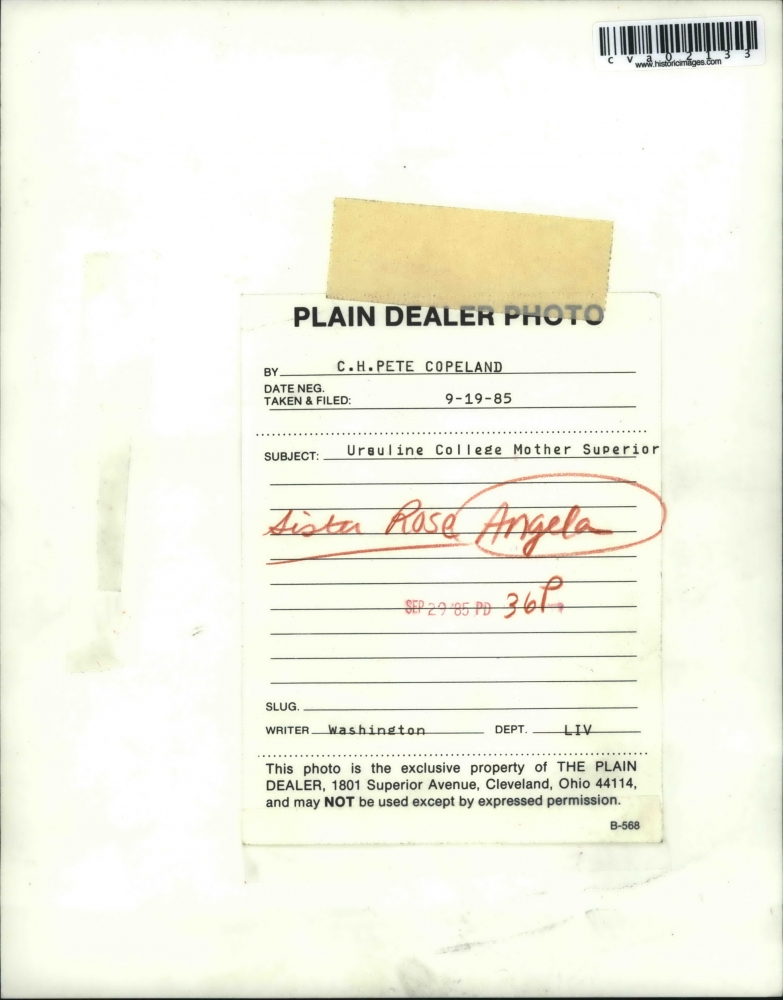 c v a 0 2 1 3 3
www.historicimages.com
PLAIN DEALER PHOTO
BY C.H.PETE COPELAND
DATE NEG.
TAKEN & FILED: 9-19-85
SUBJECT: Ursuline College Mother Superior
Sister Rose Angela
SEP 29 '85 PD 36P
SLUG.
WRITER Washington DEPT. LIV
This photo is the exclusive property of THE PLAIN
DEALER, 1801 Superior Avenue, Cleveland, Ohio 44114,
and may NOT be used except by expressed permission.
B-568